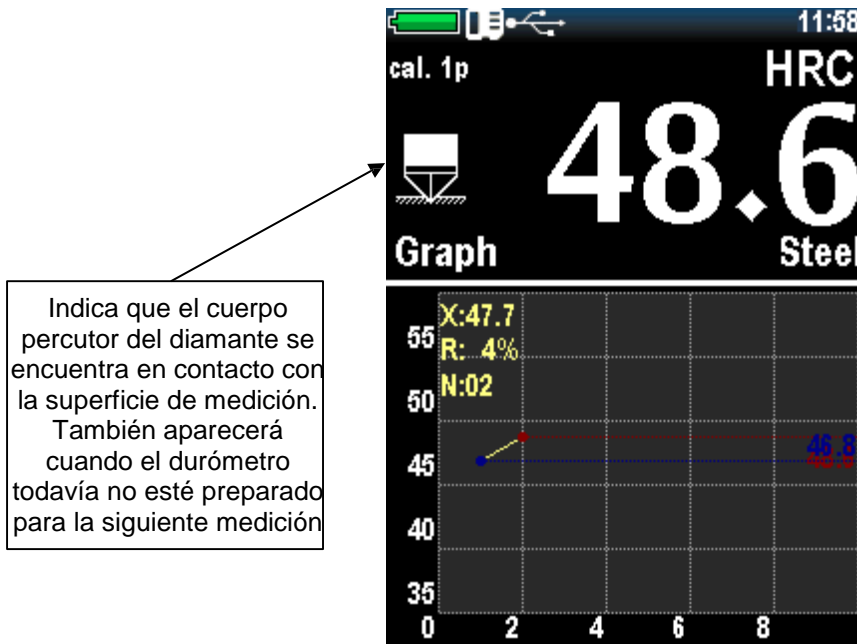 11:58
cal. 1p
HRC
48.6
Graph
Steel
Indica que el cuerpo
percutor del diamante se
encuentra en contacto con
la superficie de medición.
También aparecerá
cuando el durómetro
todavía no esté preparado
para la siguiente medición
X:47.7
R: 4%
N:02
55
50
45
40
35
46.8
0 2 4 6 8